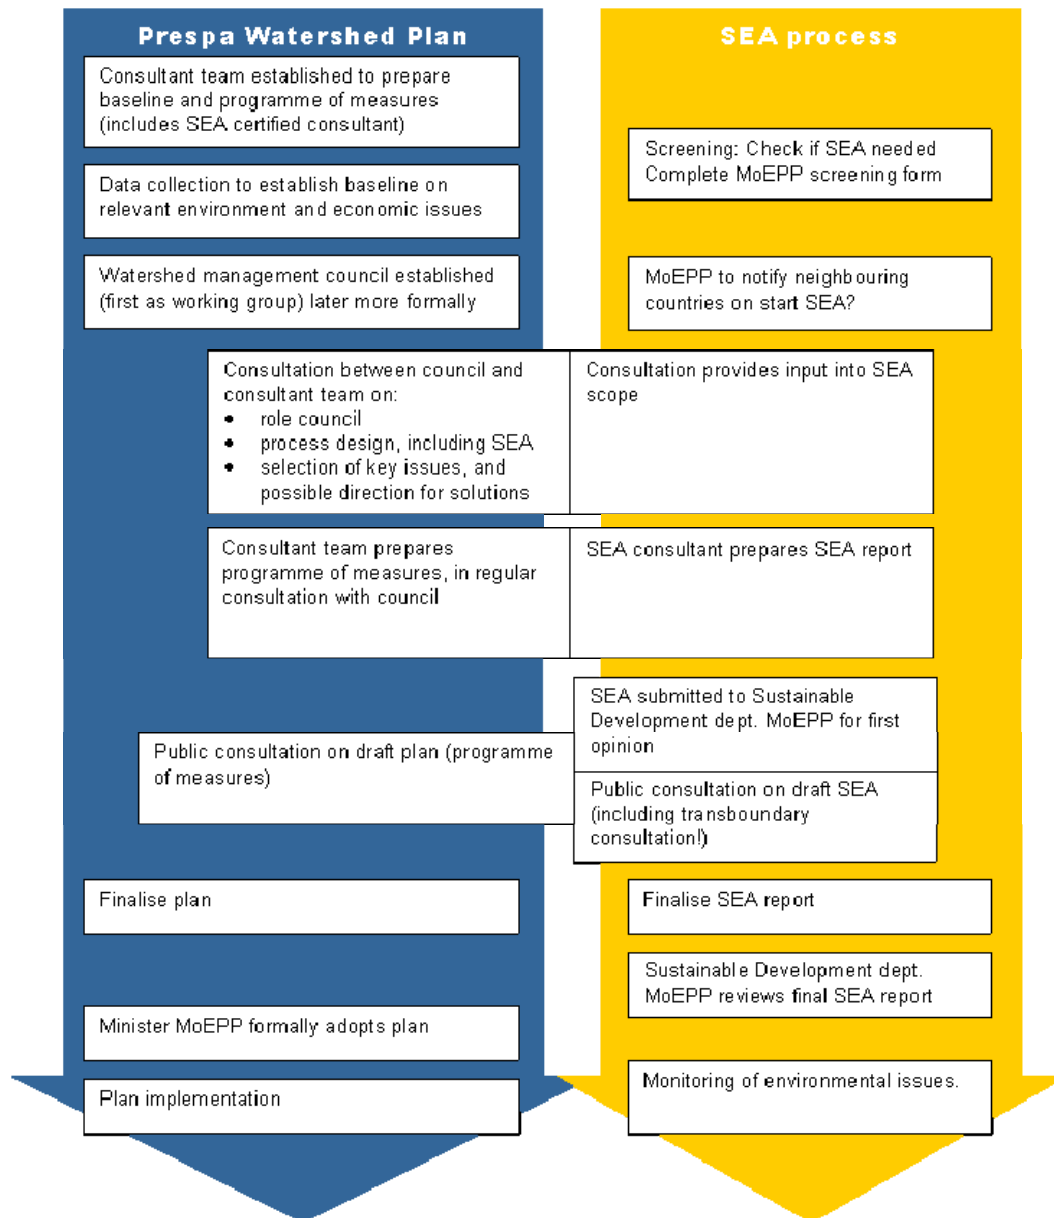 Prespa Watershed Plan
Consultant team established to prepare
baseline and programme of measures
(includes SEA certified consultant)
Data collection to establish baseline on
relevant environment and economic issues
Watershed management council established
(first as working group) later more formally
Consultation between council and
consultant team on:
• role council
• process design, including SEA
• selection of key issues, and
possible direction for solutions
Consultant team prepares
programme of measures, in regular
consultation with council
Public consultation on draft plan (programme
of measures)
Finalise plan
Minister MoEPP formally adopts plan
Plan implementation
SEA process
Screening: Check if SEA needed
Complete MoEPP screening form
MoEPP to notify neighbouring
countries on start SEA?
Consultation provides input into SEA
scope
SEA consultant prepares SEA report
SEA submitted to Sustainable
Development dept. MoEPP for first
opinion
Public consultation on draft SEA
(including transboundary
consultation!)
Finalise SEA report
Sustainable Development dept.
MoEPP reviews final SEA report
Monitoring of environmental issues.